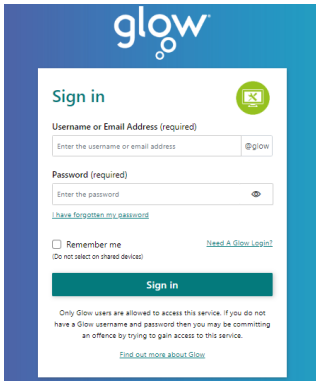 glow
Sign in
Username or Email Address (required)
Enter the username or email address
@glow
Password (required)
Enter the password
I have forgotten my password
Remember me
Need A Glow Login?
(Do not select on shared devices)
Sign in
Only Glow users are allowed to access this service. If you do not
have a Glow username and password then you may be committing
an offence by trying to gain access to this service.
Find out more about Glow